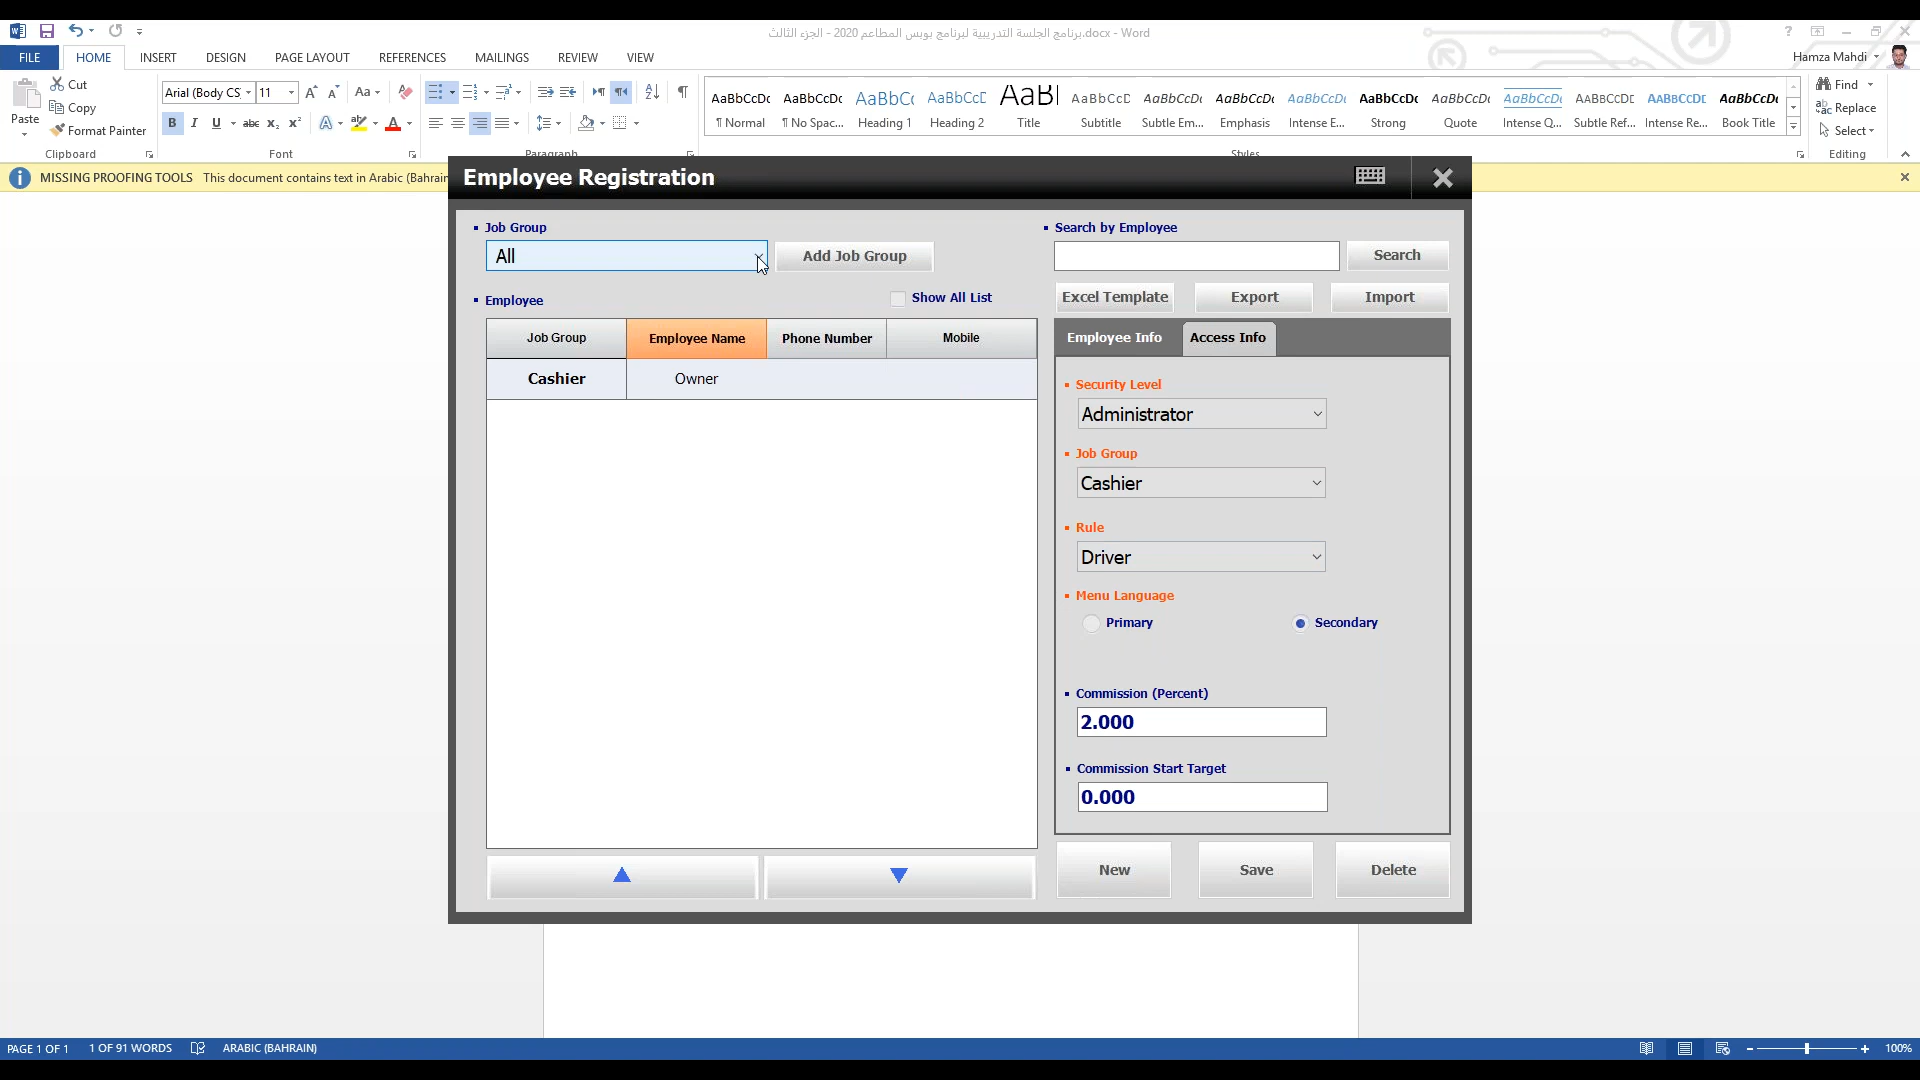 برنامج الجلسة التدريبية لبرنامج بوبس المطاعم 2020 - الجزء الثالث.docx - Word
FILE HOME INSERT DESIGN PAGE LAYOUT REFERENCES MAILINGS REVIEW VIEW
Hamza Mahdi
Cut
Copy
Format Painter
Paste
Clipboard
Arial (Body CS) 11
Font
Paragraph
AaBbCcDc AaBbCcDc AaBbCc AaBbCcD AaBl AaBbCcD AaBbCcDc AaBbCcDc AaBbCcDc AaBbCcDc AaBbCcDc AaBbCcDc AaBbCcDc AaBbCcDc AaBbCcDc
¶ Normal ¶ No Spac... Heading 1 Heading 2 Title Subtitle Subtle Em... Emphasis Intense E... Strong Quote Intense Q... Subtle Ref... Intense Re... Book Title
Styles
Find
Replace
Select
Editing
MISSING PROOFING TOOLS This document contains text in Arabic (Bahrain
Employee Registration
Job Group
All
Add Job Group
Employee
Show All List
Job Group Employee Name Phone Number Mobile
Cashier Owner
Search by Employee
Search
Excel Template Export Import
Employee Info Access Info
Security Level
Administrator
Job Group
Cashier
Rule
Driver
Menu Language
Primary Secondary
Commission (Percent)
2.000
Commission Start Target
0.000
New Save Delete
PAGE 1 OF 1 1 OF 91 WORDS ARABIC (BAHRAIN)
100%